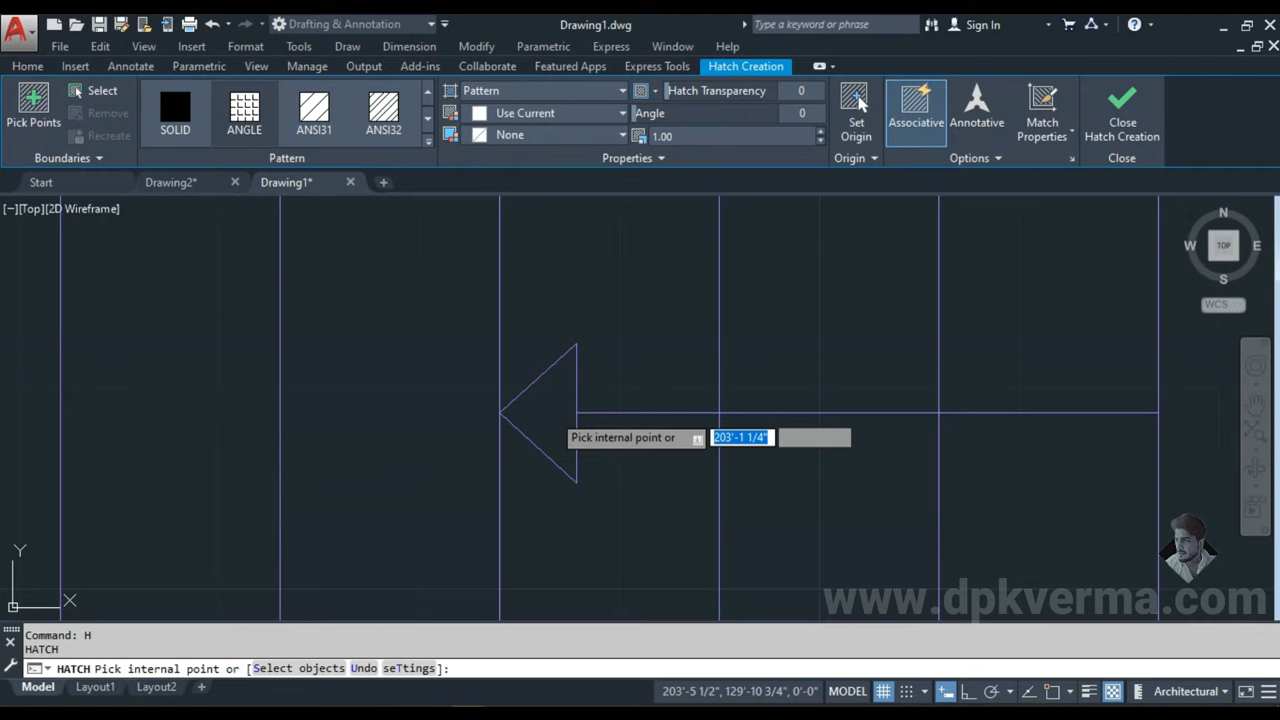 Drafting & Annotation
Drawing1.dwg
Type a keyword or phrase
Sign In
File Edit View Insert Format Tools Draw Dimension Modify Parametric Express Window Help
Home Insert Annotate Parametric View Manage Output Add-ins Collaborate Featured Apps Express Tools Hatch Creation
Pick Points
Select
Remove
Recreate
Boundaries
SOLID
ANGLE
ANSI31
ANSI32
Pattern
Pattern
Use Current
None
Hatch Transparency 0
Angle 0
1.00
Properties
Set
Origin
Origin
Associative
Annotative
Match
Properties
Options
Close
Hatch Creation
Close
Start Drawing2* Drawing1*
[−][Top][2D Wireframe]
N
W TOP E
S
WCS
Pick internal point or 203'-1 1/4"
Y
X
www.dpkverma.com
Command: H
HATCH
HATCH Pick internal point or [Select objects Undo seTtings]:
Model Layout1 Layout2 +
203'-5 1/2", 129'-10 3/4", 0'-0" MODEL Architectural